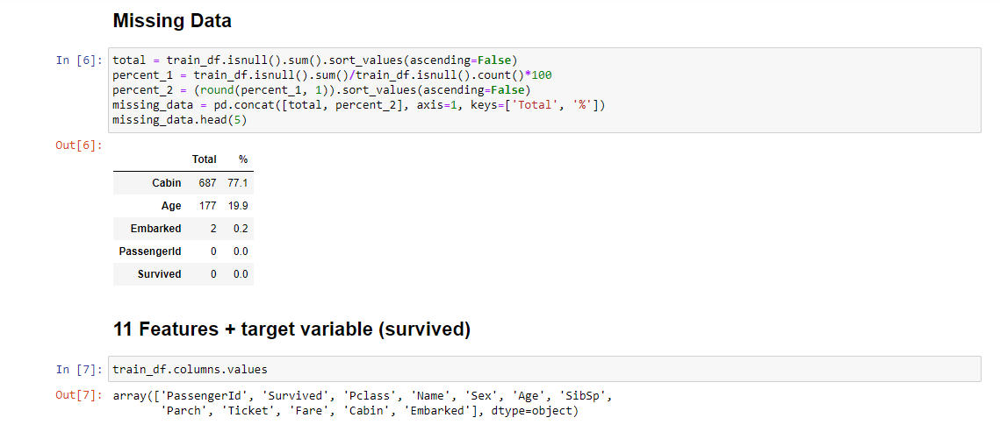 Missing Data
In [6]: total = train_df.isnull().sum().sort_values(ascending=False)
percent_1 = train_df.isnull().sum()/train_df.isnull().count()*100
percent_2 = (round(percent_1, 1)).sort_values(ascending=False)
missing_data = pd.concat([total, percent_2], axis=1, keys=['Total', '%'])
missing_data.head(5)
Out[6]:
Total %
Cabin 687 77.1
Age 177 19.9
Embarked 2 0.2
PassengerId 0 0.0
Survived 0 0.0
11 Features + target variable (survived)
In [7]: train_df.columns.values
Out[7]: array(['PassengerId', 'Survived', 'Pclass', 'Name', 'Sex', 'Age', 'SibSp',
'Parch', 'Ticket', 'Fare', 'Cabin', 'Embarked'], dtype=object)